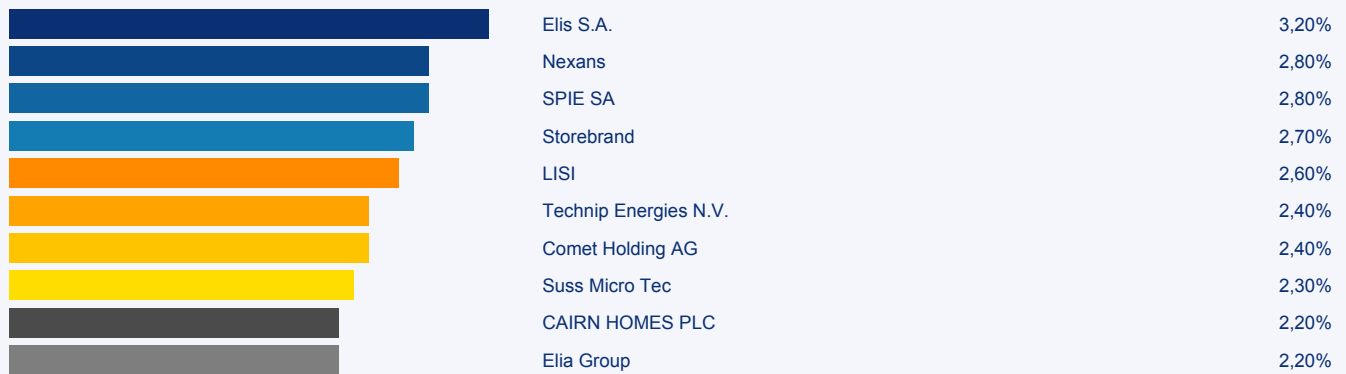 Elis S.A. 3,20%
Nexans 2,80%
SPIE SA 2,80%
Storebrand 2,70%
LISI 2,60%
Technip Energies N.V. 2,40%
Comet Holding AG 2,40%
Suss Micro Tec 2,30%
CAIRN HOMES PLC 2,20%
Elia Group 2,20%